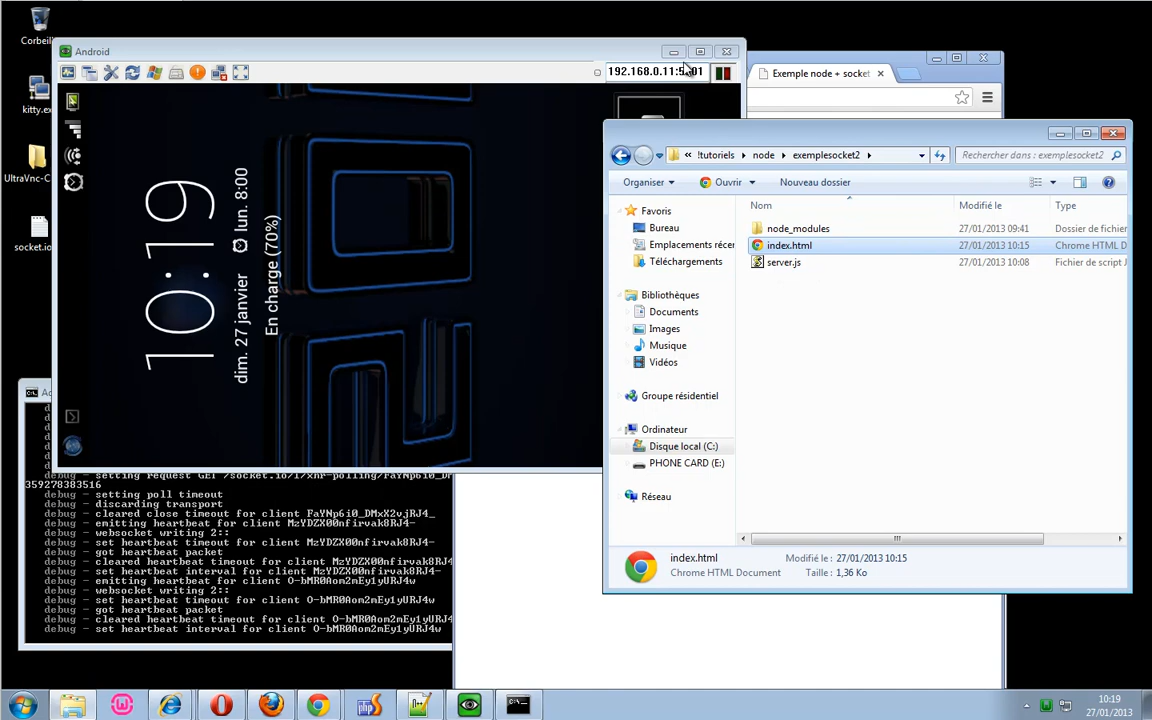 Corbeill
kitty.ex
UltraVnc-C
socket.io
Android
192.168.0.11:5
01
10:19
dim. 27 janvier
lun. 8:00
En charge (70%)
Exemple node + socket
« !tutoriels node exemplesocket2
Rechercher dans : exemplesocket2
Organiser Ouvrir Nouveau dossier
Nom Modifié le Type
Favoris
Bureau
Emplacements récer
Téléchargements
Bibliothèques
Documents
Images
Musique
Vidéos
Groupe résidentiel
Ordinateur
Disque local (C:)
PHONE CARD (E:)
Réseau
node_modules 27/01/2013 09:41 Dossier de fichier
index.html 27/01/2013 10:15 Chrome HTML D
server.js 27/01/2013 10:08 Fichier de script J
index.html Modifié le : 27/01/2013 10:15
Chrome HTML Document Taille : 1,36 Ko
359278383516
debug - setting poll timeout
debug - discarding transport
debug - cleared close timeout for client FaYNp6i0_DMxX2vjRJ4_
debug - emitting heartbeat for client MzYDZX00nfirvak8RJ4-
debug - websocket writing 2::
debug - set heartbeat timeout for client MzYDZX00nfirvak8RJ4-
debug - got heartbeat packet
debug - cleared heartbeat timeout for client MzYDZX00nfirvak8RJ4
debug - set heartbeat interval for client MzYDZX00nfirvak8RJ4-
debug - emitting heartbeat for client O-bMR0Aom2mEy1yURJ4w
debug - websocket writing 2::
debug - set heartbeat timeout for client O-bMR0Aom2mEy1yURJ4w
debug - got heartbeat packet
debug - cleared heartbeat timeout for client O-bMR0Aom2mEy1yURJ4
debug - set heartbeat interval for client O-bMR0Aom2mEy1yURJ4w
10:19
27/01/2013